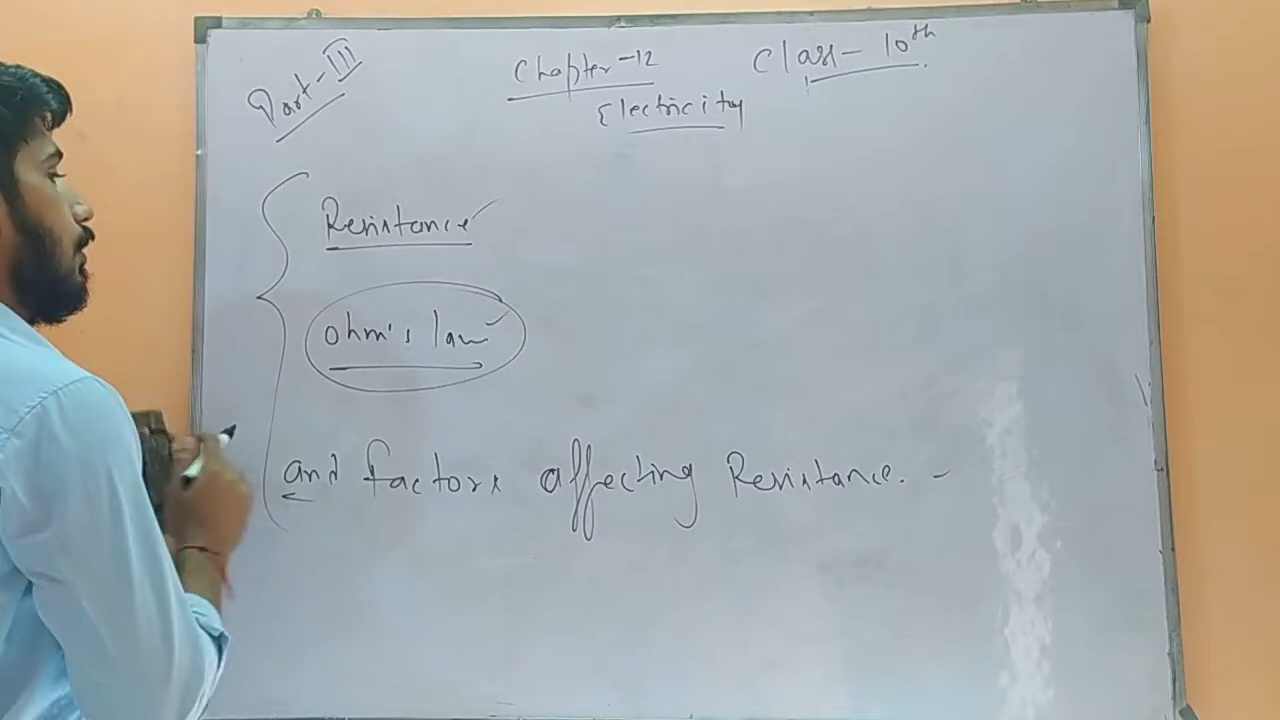 Part-III
Chapter-12
Class-10th.
Electricity
Resistance
ohm's law
and factors affecting Resistance. -